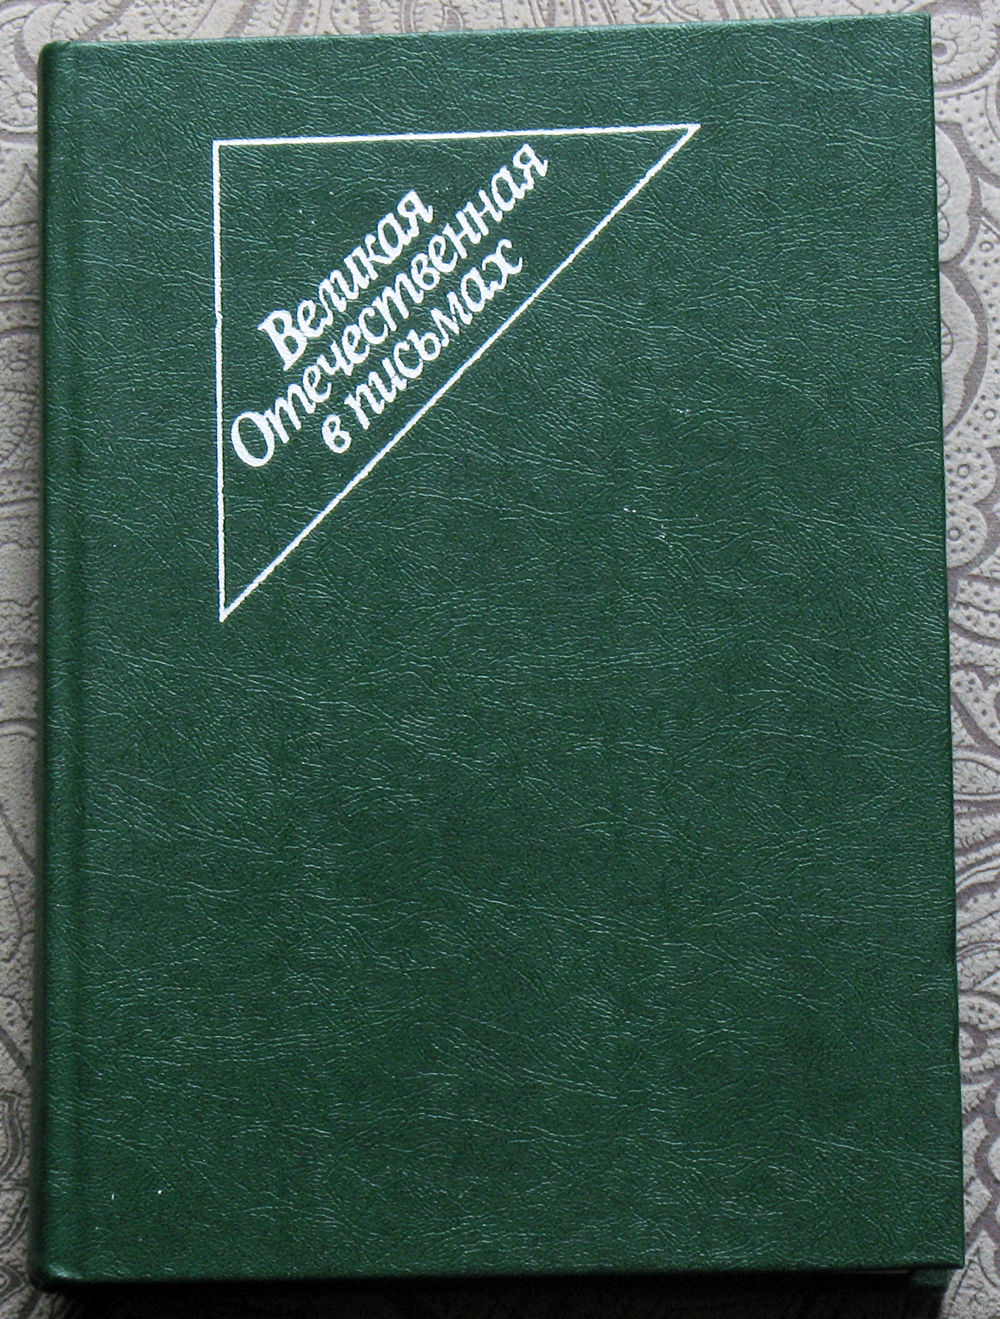 Великая
Отечественная
в письмах